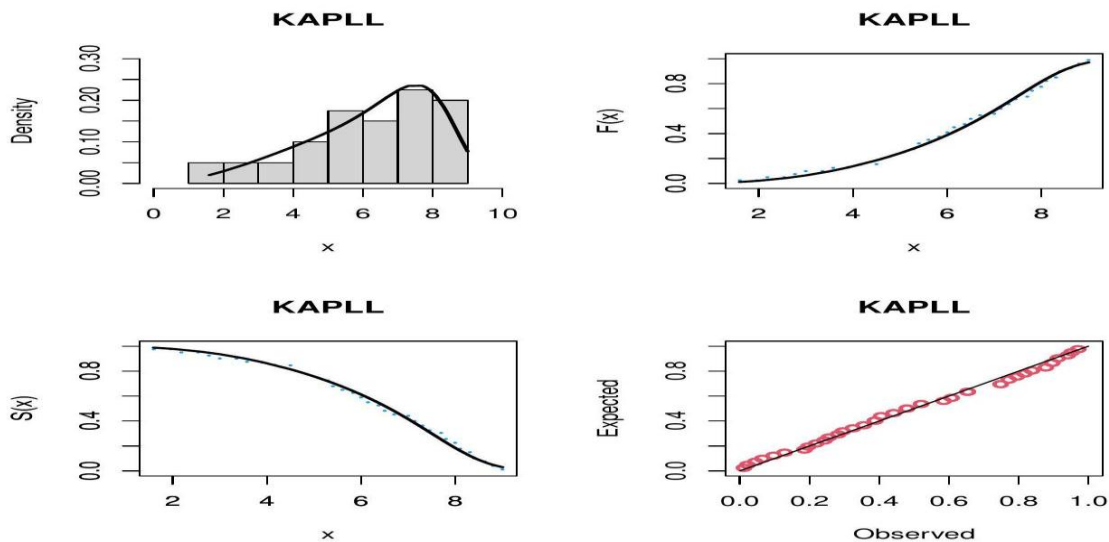 KAPLL
Density
0.00 0.10 0.20 0.30
0 2 4 6 8 10
x
KAPLL
F(x)
0.0 0.4 0.8
2 4 6 8
x
KAPLL
S(x)
0.0 0.4 0.8
2 4 6 8
x
KAPLL
Expected
0.0 0.4 0.8
0.0 0.2 0.4 0.6 0.8 1.0
Observed